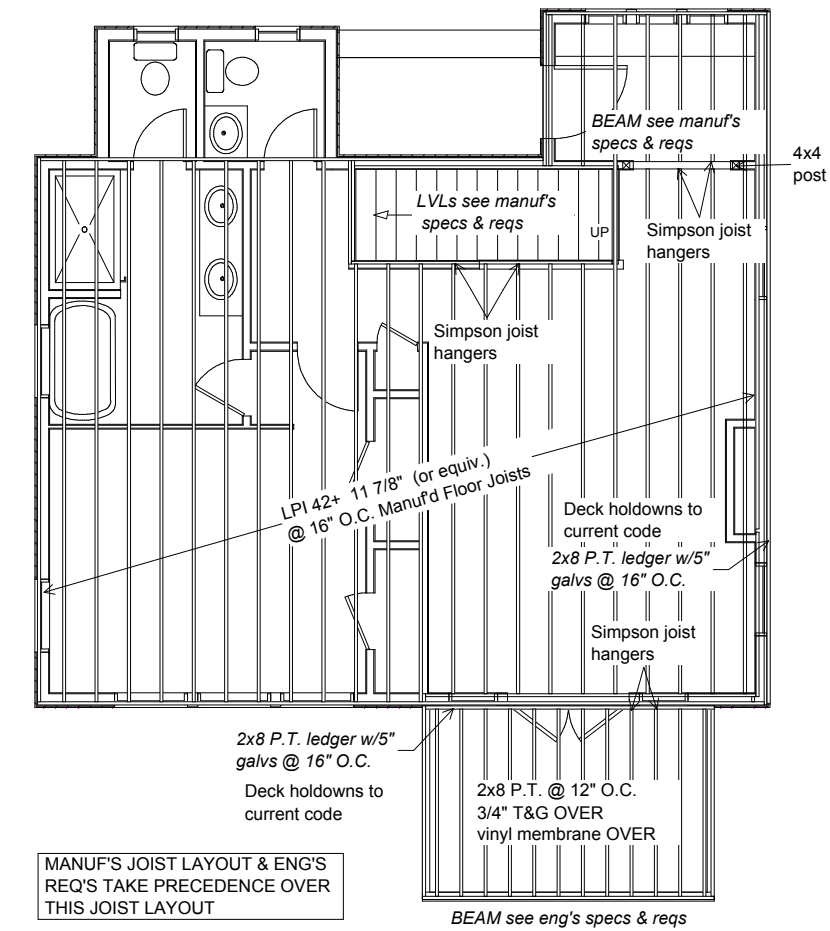 BEAM see manuf's
specs & reqs
4x4
post
LVLs see manuf's
specs & reqs
UP
Simpson joist
hangers
Simpson joist
hangers
LPI 42+ 11 7/8" (or equiv.)
@ 16" O.C. Manuf'd Floor Joists
Deck holdowns to
current code
2x8 P.T. ledger w/5"
galvs @ 16" O.C.
Simpson joist
hangers
2x8 P.T. ledger w/5"
galvs @ 16" O.C.
Deck holdowns to
current code
2x8 P.T. @ 12" O.C.
3/4" T&G OVER
vinyl membrane OVER
MANUF'S JOIST LAYOUT & ENG'S
REQ'S TAKE PRECEDENCE OVER
THIS JOIST LAYOUT
BEAM see eng's specs & reqs